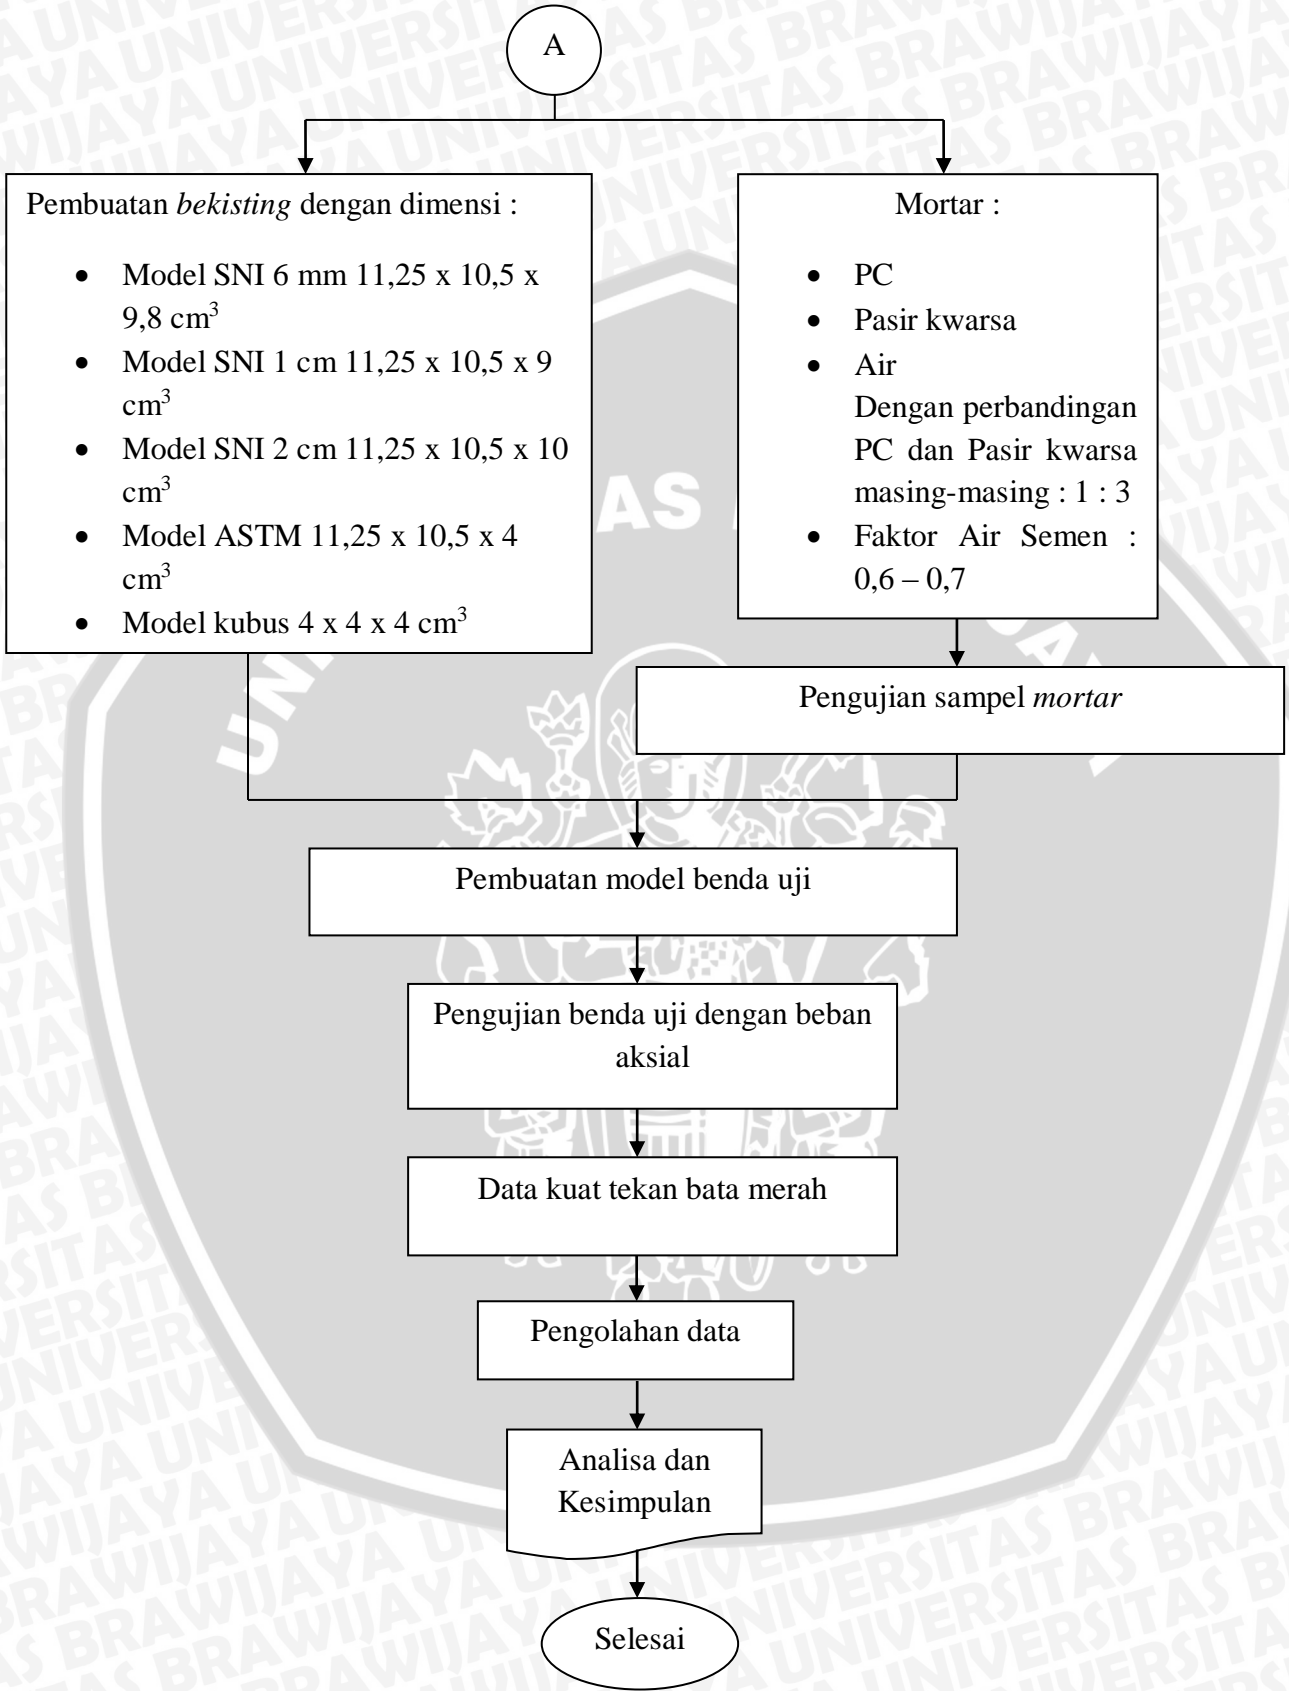 A
Pembuatan bekisting dengan dimensi :
• Model SNI 6 mm 11,25 x 10,5 x
9,8 cm³
• Model SNI 1 cm 11,25 x 10,5 x 9
cm³
• Model SNI 2 cm 11,25 x 10,5 x 10
cm³
• Model ASTM 11,25 x 10,5 x 4
cm³
• Model kubus 4 x 4 x 4 cm³
Mortar :
• PC
• Pasir kwarsa
• Air
Dengan perbandingan
PC dan Pasir kwarsa
masing-masing : 1 : 3
• Faktor Air Semen :
0,6 – 0,7
Pengujian sampel mortar
Pembuatan model benda uji
Pengujian benda uji dengan beban
aksial
Data kuat tekan bata merah
Pengolahan data
Analisa dan
Kesimpulan
Selesai